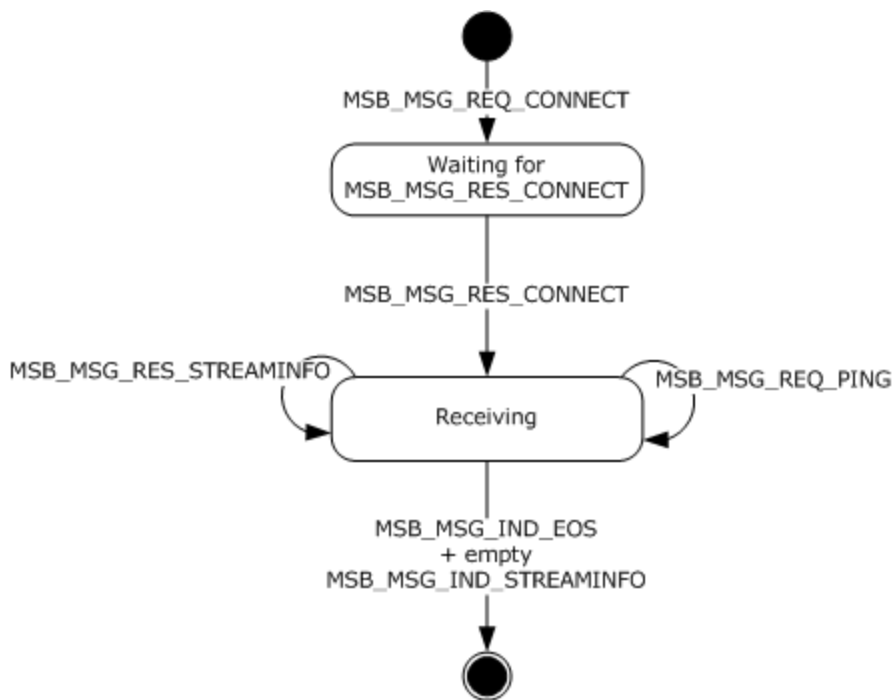 MSB_MSG_REQ_CONNECT
Waiting for
MSB_MSG_RES_CONNECT
MSB_MSG_RES_CONNECT
MSB_MSG_RES_STREAMINFO
MSB_MSG_REQ_PING
Receiving
MSB_MSG_IND_EOS
+ empty
MSB_MSG_IND_STREAMINFO